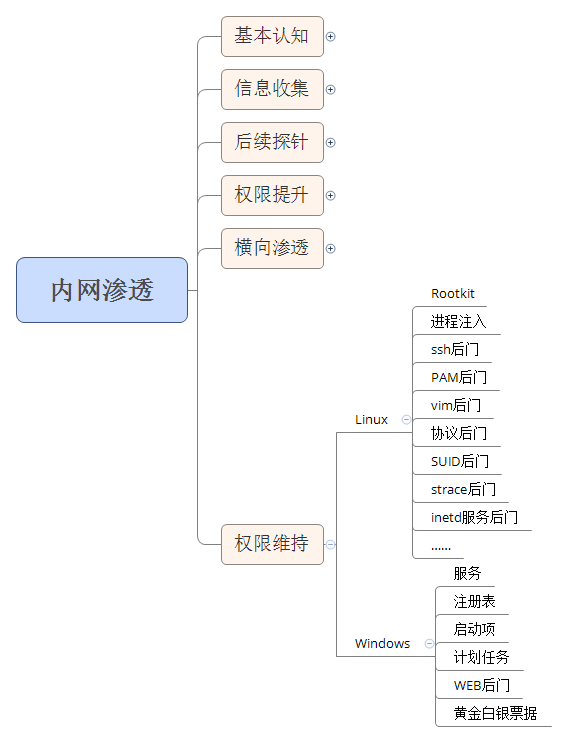 基本认知
信息收集
后续探针
权限提升
横向渗透
内网渗透
权限维持
Linux
Rootkit
进程注入
ssh后门
PAM后门
vim后门
协议后门
SUID后门
strace后门
inetd服务后门
......
Windows
服务
注册表
启动项
计划任务
WEB后门
黄金白银票据